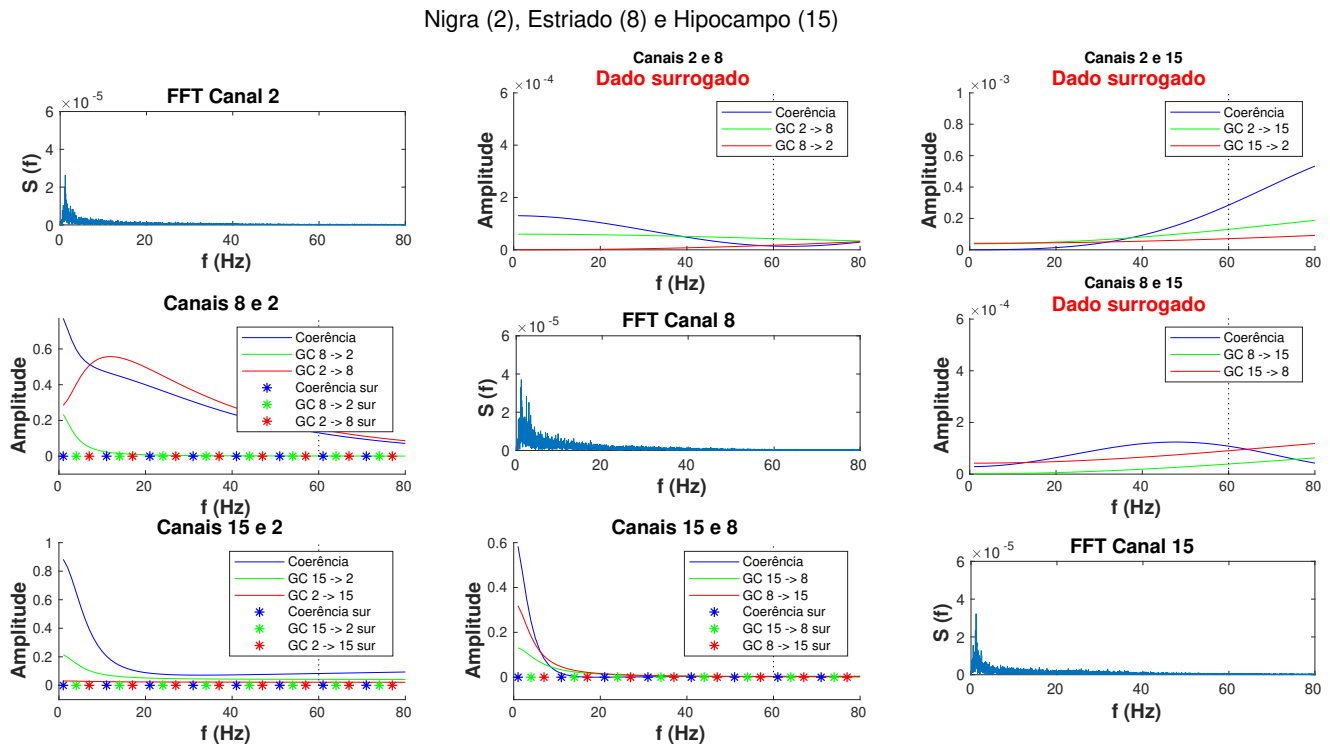 Nigra (2), Estriado (8) e Hipocampo (15)
FFT Canal 2
× 10 -5
S (f)
6
4
2
0
0 20 40 60 80
f (Hz)
Canais 2 e 8
Dado surrogado
× 10 -4
Amplitude
6
4
2
0
0 20 40 60 80
f (Hz)
Coerência
GC 2 -> 8
GC 8 -> 2
Canais 2 e 15
Dado surrogado
× 10 -3
Amplitude
1
0.8
0.6
0.4
0.2
0
0 20 40 60 80
f (Hz)
Coerência
GC 2 -> 15
GC 15 -> 2
Canais 8 e 2
Amplitude
0.6
0.4
0.2
0
0 20 40 60 80
f (Hz)
Coerência
GC 8 -> 2
GC 2 -> 8
Coerência sur
GC 8 -> 2 sur
GC 2 -> 8 sur
FFT Canal 8
× 10 -5
S (f)
6
4
2
0
0 20 40 60 80
f (Hz)
Canais 8 e 15
Dado surrogado
× 10 -4
Amplitude
6
4
2
0
0 20 40 60 80
f (Hz)
Coerência
GC 8 -> 15
GC 15 -> 8
Canais 15 e 2
Amplitude
1
0.8
0.6
0.4
0.2
0
0 20 40 60 80
f (Hz)
Coerência
GC 15 -> 2
GC 2 -> 15
Coerência sur
GC 15 -> 2 sur
GC 2 -> 15 sur
Canais 15 e 8
Amplitude
0.6
0.4
0.2
0
0 20 40 60 80
f (Hz)
Coerência
GC 15 -> 8
GC 8 -> 15
Coerência sur
GC 15 -> 8 sur
GC 8 -> 15 sur
FFT Canal 15
× 10 -5
S (f)
6
4
2
0
0 20 40 60 80
f (Hz)